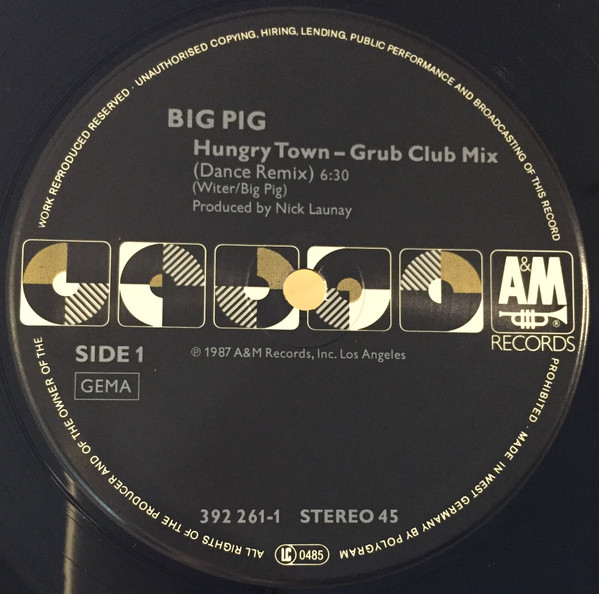 WORK REPRODUCED RESERVED · UNAUTHORISED COPYING, HIRING, LENDING, PUBLIC PERFORMANCE AND BROADCASTING OF THIS RECORD
BIG PIG
Hungry Town – Grub Club Mix
(Dance Remix) 6:30
(Witer/Big Pig)
Produced by Nick Launay
A&M
®
RECORDS
SIDE 1
℗ 1987 A&M Records, Inc. Los Angeles
GEMA
392 261-1 STEREO 45
PROHIBITED · MADE IN WEST GERMANY BY POLYGRAM
LC 0485
ALL RIGHTS OF THE PRODUCER AND OF THE OWNER OF THE